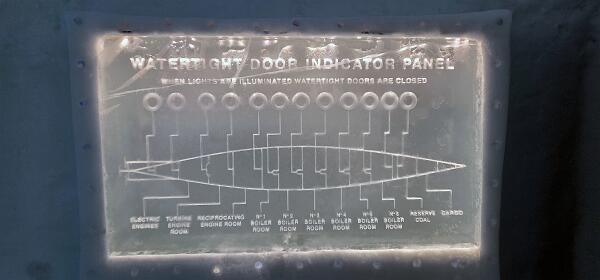 WATERTIGHT DOOR INDICATOR PANEL
WHEN LIGHTS ARE ILLUMINATED WATERTIGHT DOORS ARE CLOSED
ELECTRIC ENGINES
TURBINE ENGINE ROOM
RECIPROCATING ENGINE ROOM
Nº1 BOILER ROOM
Nº2 BOILER ROOM
Nº3 BOILER ROOM
Nº4 BOILER ROOM
Nº5 BOILER ROOM
Nº6 BOILER ROOM
RESERVE COAL
CARGO